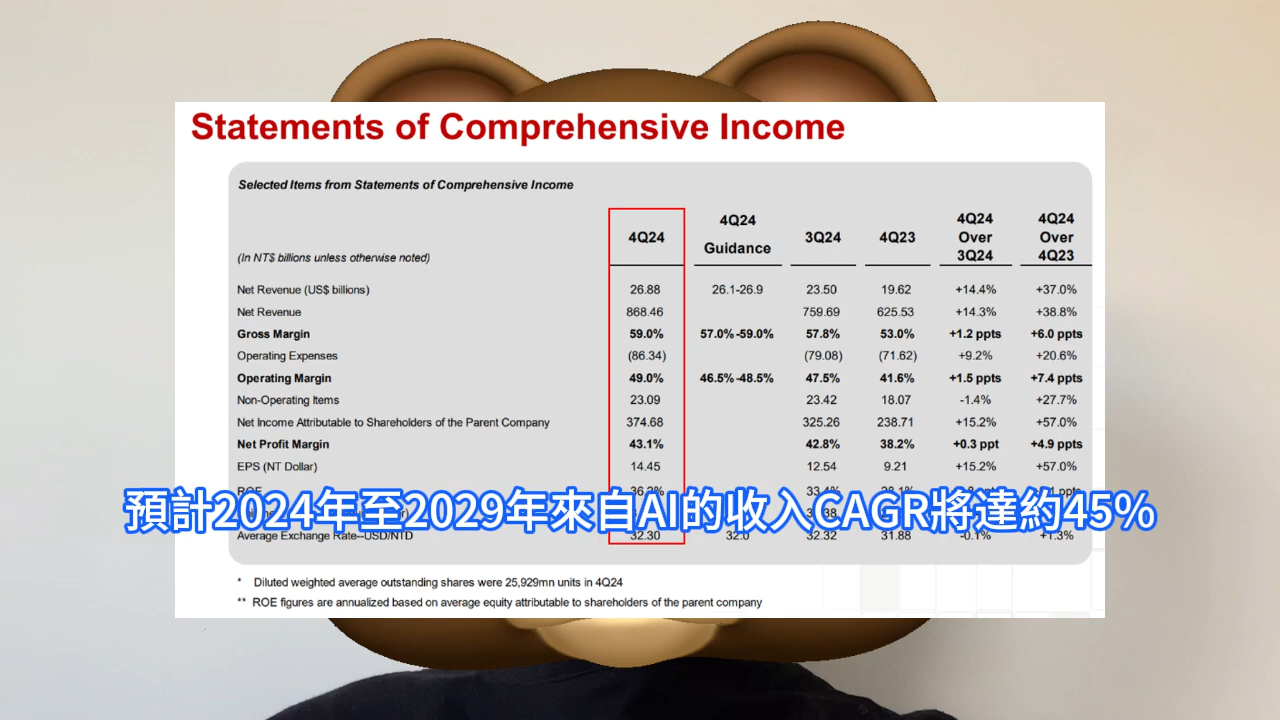 Statements of Comprehensive Income
Selected Items from Statements of Comprehensive Income
(In NT$ billions unless otherwise noted) 4Q24 4Q24 Guidance 3Q24 4Q23 4Q24 Over 3Q24 4Q24 Over 4Q23
Net Revenue (US$ billions) 26.88 26.1-26.9 23.50 19.62 +14.4% +37.0%
Net Revenue 868.46 759.69 625.53 +14.3% +38.8%
Gross Margin 59.0% 57.0%-59.0% 57.8% 53.0% +1.2 ppts +6.0 ppts
Operating Expenses (86.34) (79.08) (71.62) +9.2% +20.6%
Operating Margin 49.0% 46.5%-48.5% 47.5% 41.6% +1.5 ppts +7.4 ppts
Non-Operating Items 23.09 23.42 18.07 -1.4% +27.7%
Net Income Attributable to Shareholders of the Parent Company 374.68 325.26 238.71 +15.2% +57.0%
Net Profit Margin 43.1% 42.8% 38.2% +0.3 ppt +4.9 ppts
EPS (NT Dollar) 14.45 12.54 9.21 +15.2% +57.0%
ROE
預計2024年至2029年來自AI的收入CAGR將達約45%
Average Exchange Rate--USD/NTD 32.30 32.0 32.32 31.88 -0.1% +1.3%
* Diluted weighted average outstanding shares were 25,929mn units in 4Q24
** ROE figures are annualized based on average equity attributable to shareholders of the parent company